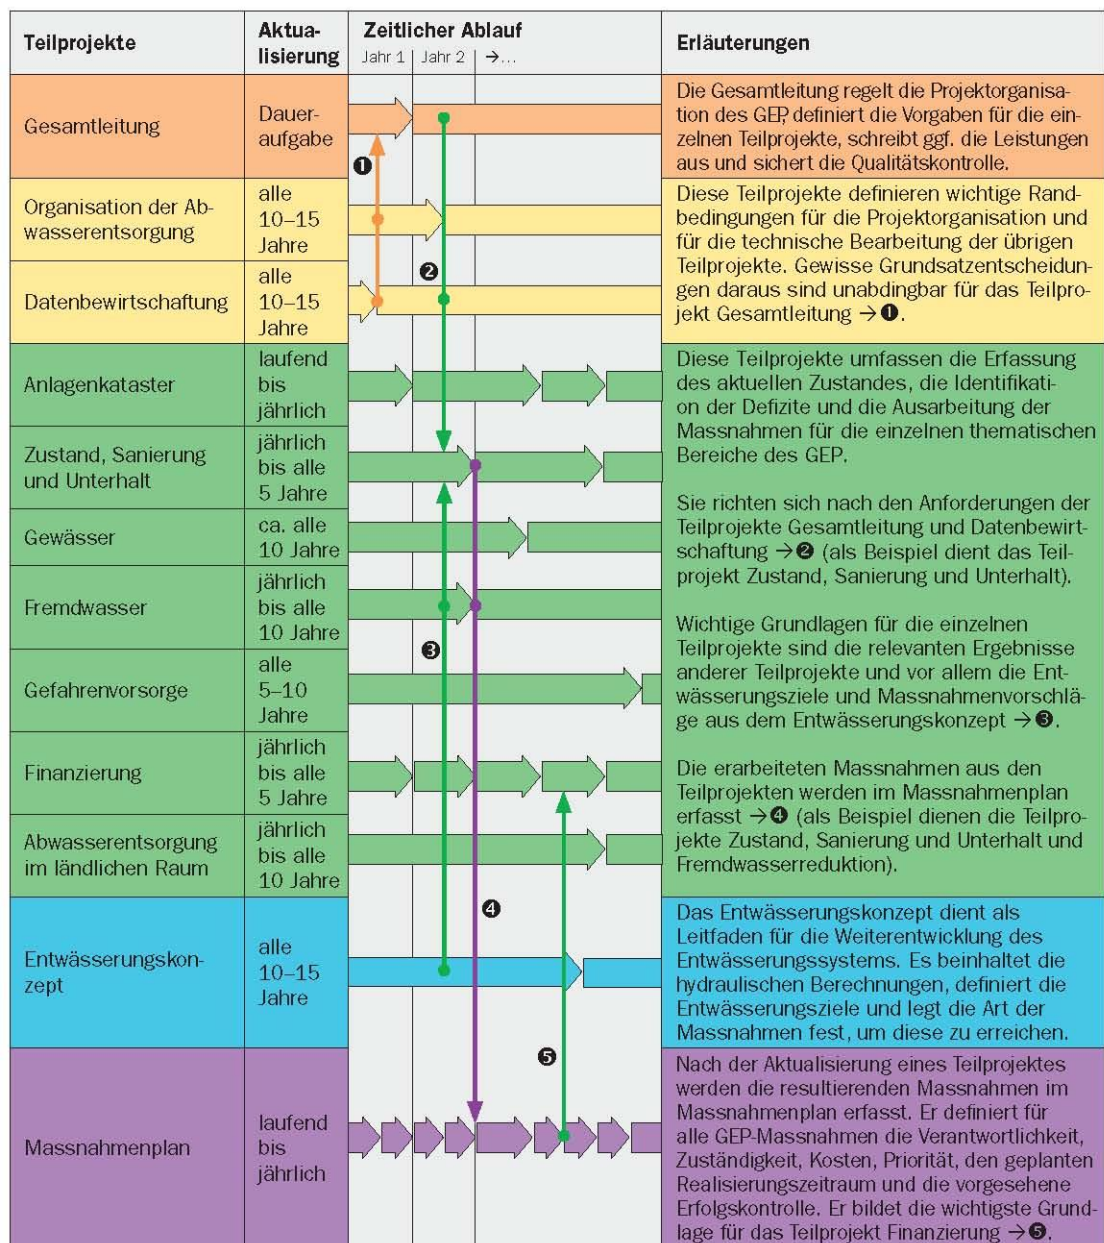 Teilprojekte
Aktua-
lisierung
Zeitlicher Ablauf
Jahr 1 Jahr 2 →...
Erläuterungen
Gesamtleitung
Dauer-
aufgabe
❶
Die Gesamtleitung regelt die Projektorganisa-
tion des GEP, definiert die Vorgaben für die ein-
zelnen Teilprojekte, schreibt ggf. die Leistungen
aus und sichert die Qualitätskontrolle.
Organisation der Ab-
wasserentsorgung
alle
10–15
Jahre
❷
Datenbewirtschaftung
alle
10–15
Jahre
Diese Teilprojekte definieren wichtige Rand-
bedingungen für die Projektorganisation und
für die technische Bearbeitung der übrigen
Teilprojekte. Gewisse Grundsatzentscheidun-
gen daraus sind unabdingbar für das Teilpro-
jekt Gesamtleitung →❶.
Anlagenkataster
laufend
bis
jährlich
Zustand, Sanierung
und Unterhalt
jährlich
bis alle
5 Jahre
Gewässer
ca. alle
10 Jahre
Fremdwasser
jährlich
bis alle
10 Jahre
❸
Gefahrenvorsorge
alle
5–10
Jahre
Finanzierung
jährlich
bis alle
5 Jahre
Abwasserentsorgung
im ländlichen Raum
jährlich
bis alle
10 Jahre
❹
Diese Teilprojekte umfassen die Erfassung
des aktuellen Zustandes, die Identifikati-
on der Defizite und die Ausarbeitung der
Massnahmen für die einzelnen thematischen
Bereiche des GEP.
Sie richten sich nach den Anforderungen der
Teilprojekte Gesamtleitung und Datenbewirt-
schaftung →❷ (als Beispiel dient das Teil-
projekt Zustand, Sanierung und Unterhalt).
Wichtige Grundlagen für die einzelnen
Teilprojekte sind die relevanten Ergebnisse
anderer Teilprojekte und vor allem die Ent-
wässerungsziele und Massnahmenvorschlä-
ge aus dem Entwässerungskonzept →❸.
Die erarbeiteten Massnahmen aus den
Teilprojekten werden im Massnahmenplan
erfasst →❹ (als Beispiel dienen die Teilpro-
jekte Zustand, Sanierung und Unterhalt und
Fremdwasserreduktion).
Entwässerungskon-
zept
alle
10–15
Jahre
Das Entwässerungskonzept dient als
Leitfaden für die Weiterentwicklung des
Entwässerungssystems. Es beinhaltet die
hydraulischen Berechnungen, definiert die
Entwässerungsziele und legt die Art der
Massnahmen fest, um diese zu erreichen.
❺
Massnahmenplan
laufend
bis
jährlich
Nach der Aktualisierung eines Teilprojektes
werden die resultierenden Massnahmen im
Massnahmenplan erfasst. Er definiert für
alle GEP-Massnahmen die Verantwortlichkeit,
Zuständigkeit, Kosten, Priorität, den geplanten
Realisierungszeitraum und die vorgesehene
Erfolgskontrolle. Er bildet die wichtigste Grund-
lage für das Teilprojekt Finanzierung →❺.